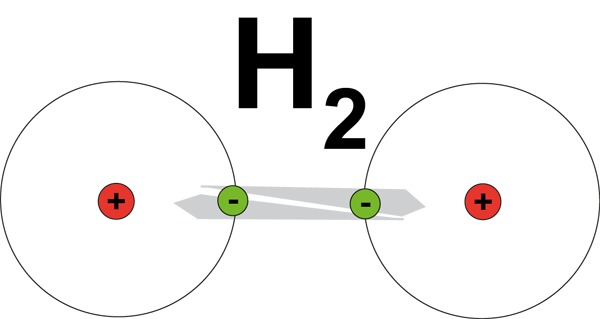 H₂
+ - - +